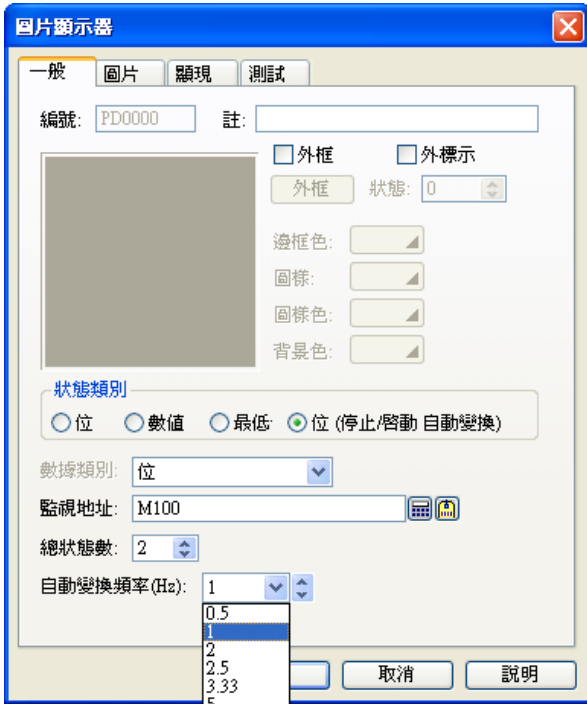 圖片顯示器
一般 圖片 顯現 測試
編號: PD0000 註:
外框 外標示
外框 狀態: 0
邊框色:
圖樣:
圖樣色:
背景色:
狀態類別
位 數值 最低 位 (停止/啓動 自動變換)
數據類別: 位
監視地址: M100
總狀態數: 2
自動變換頻率(Hz): 1
0.5
1
2
2.5
3.33
5
取消 說明